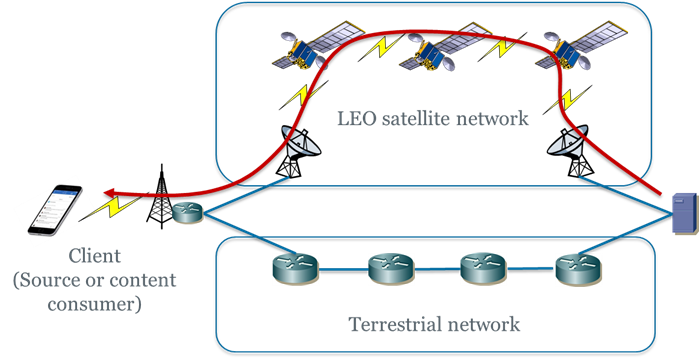 LEO satellite network
Client
(Source or content
consumer)
Terrestrial network